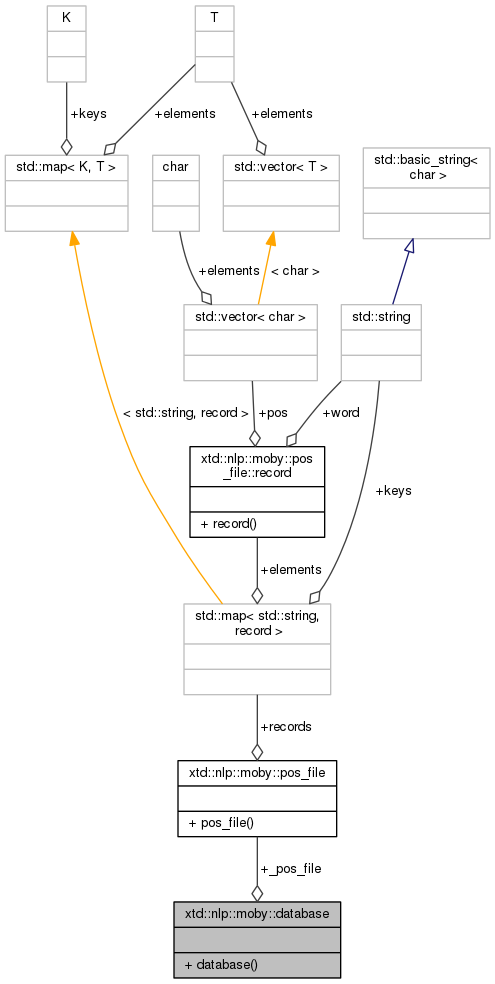 K
T
+keys
+elements
+elements
std::map< K, T >
char
std::vector< T >
std::basic_string<
char >
+elements
< char >
std::vector< char >
std::string
< std::string, record >
+pos
+word
xtd::nlp::moby::pos
_file::record
+ record()
+keys
+elements
std::map< std::string,
record >
+records
xtd::nlp::moby::pos_file
+ pos_file()
+_pos_file
xtd::nlp::moby::database
+ database()